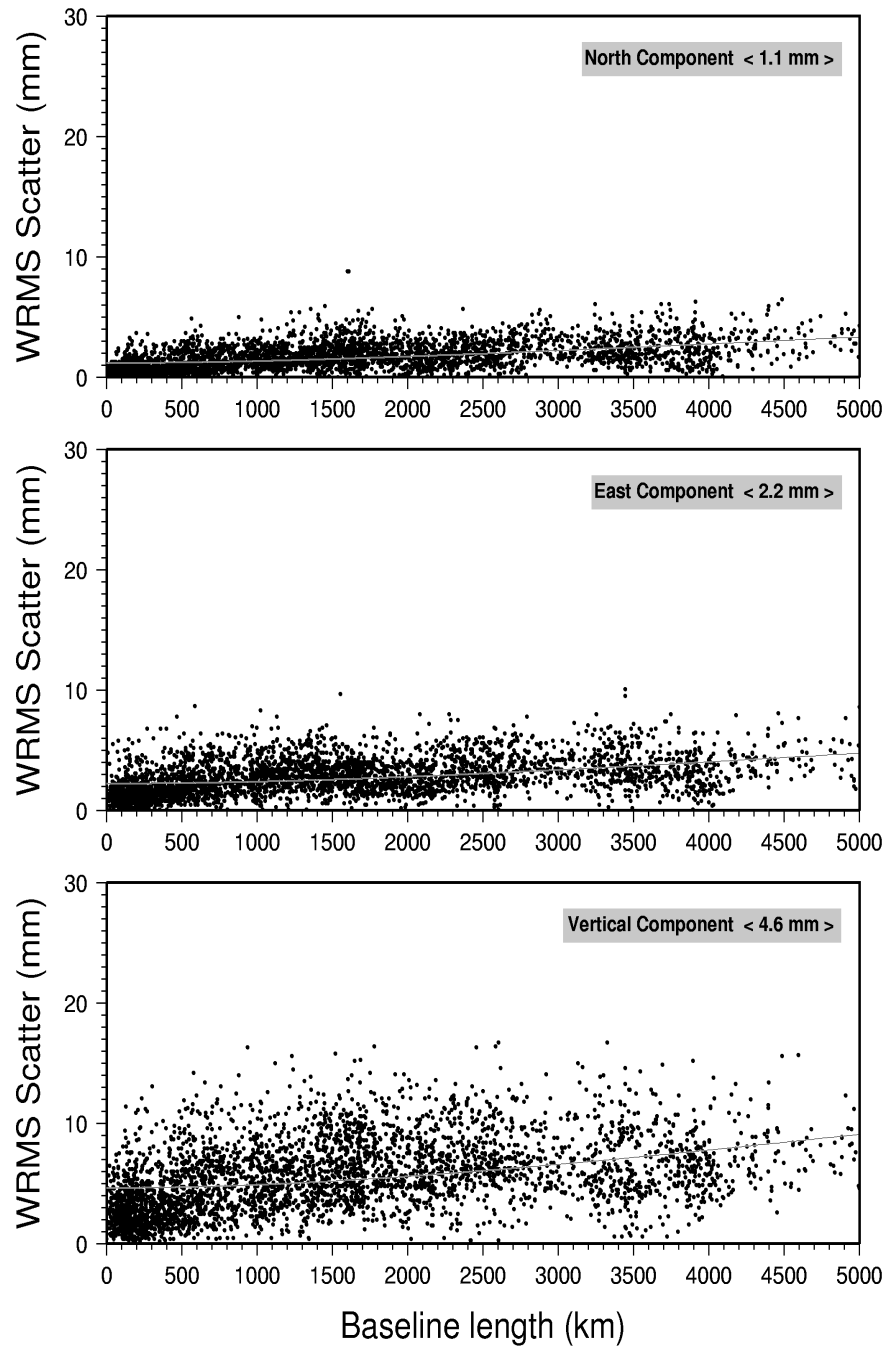 30
North Component < 1.1 mm >
20
WRMS Scatter (mm)
10
0
0 500 1000 1500 2000 2500 3000 3500 4000 4500 5000
30
East Component < 2.2 mm >
20
WRMS Scatter (mm)
10
0
0 500 1000 1500 2000 2500 3000 3500 4000 4500 5000
30
Vertical Component < 4.6 mm >
20
WRMS Scatter (mm)
10
0
0 500 1000 1500 2000 2500 3000 3500 4000 4500 5000
Baseline length (km)